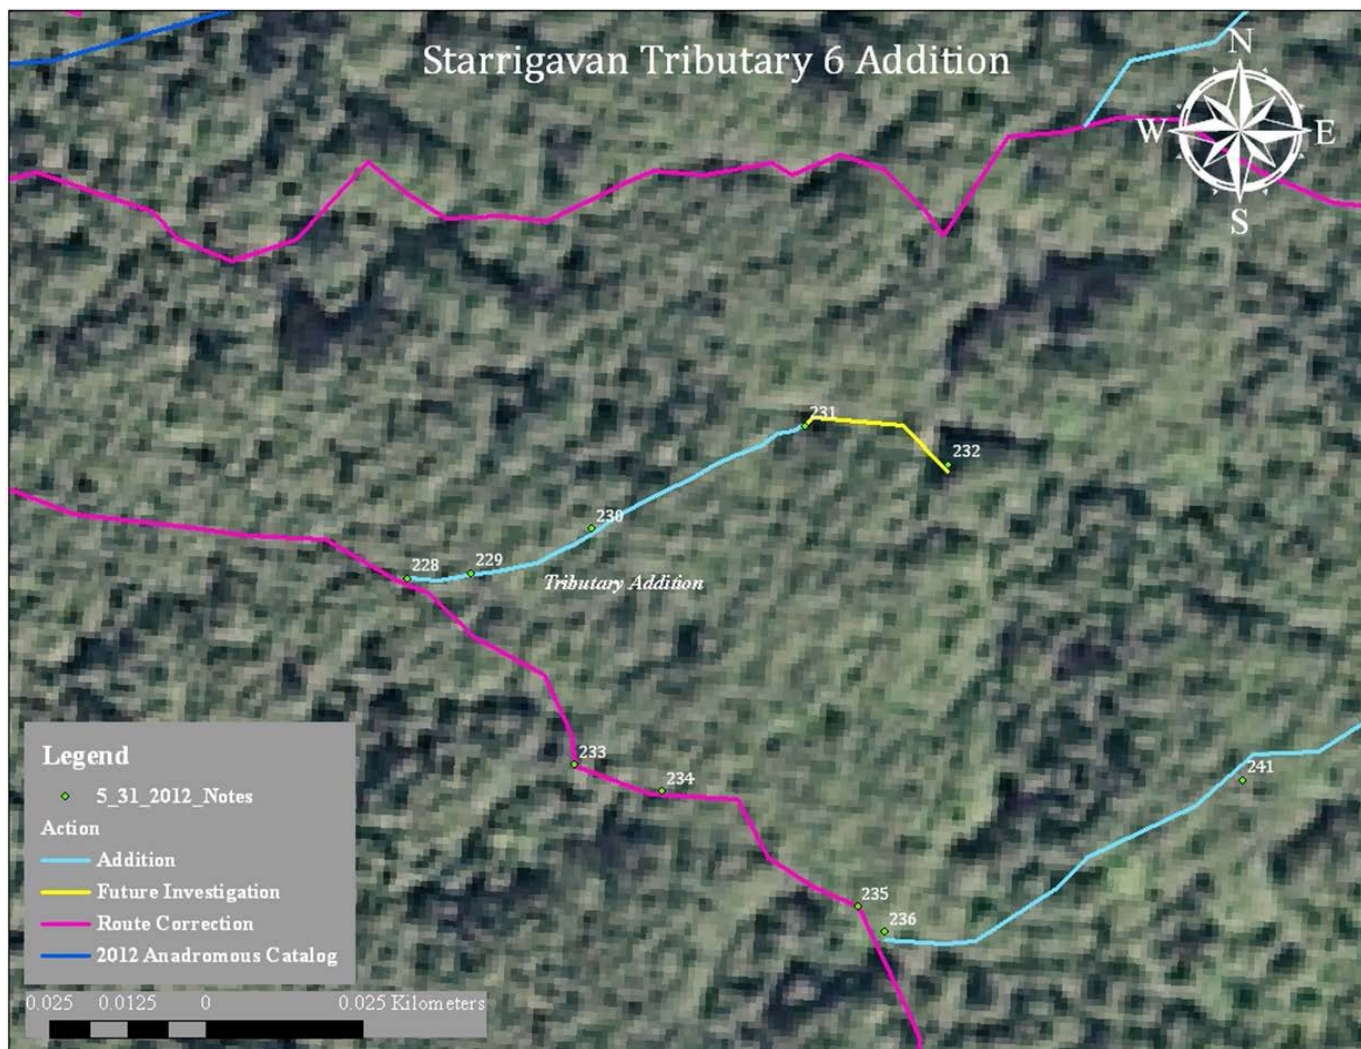 Starrigavan Tributary 6 Addition
N
W E
S
231
232
230
228
229
Tributary Addition
233
234
241
235
236
Legend
5_31_2012_Notes
Action
Addition
Future Investigation
Route Correction
2012 Anadromous Catalog
0.025 0.0125 0 0.025 Kilometers